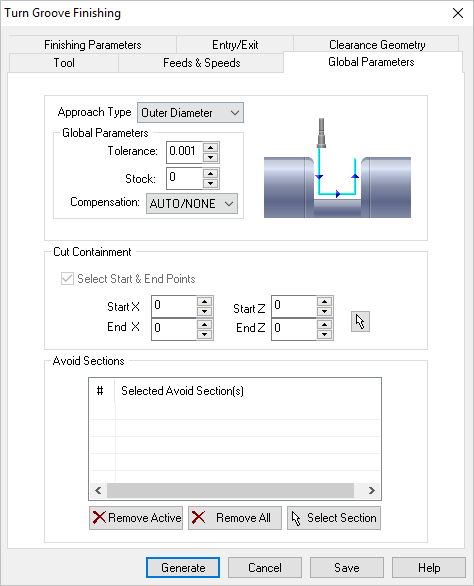 Turn Groove Finishing
Finishing Parameters Entry/Exit Clearance Geometry
Tool Feeds & Speeds Global Parameters
Approach Type Outer Diameter
Global Parameters
Tolerance: 0.001
Stock: 0
Compensation: AUTO/NONE
Cut Containment
Select Start & End Points
Start X 0 Start Z 0
End X 0 End Z 0
Avoid Sections
# Selected Avoid Section(s)
Remove Active Remove All Select Section
Generate Cancel Save Help